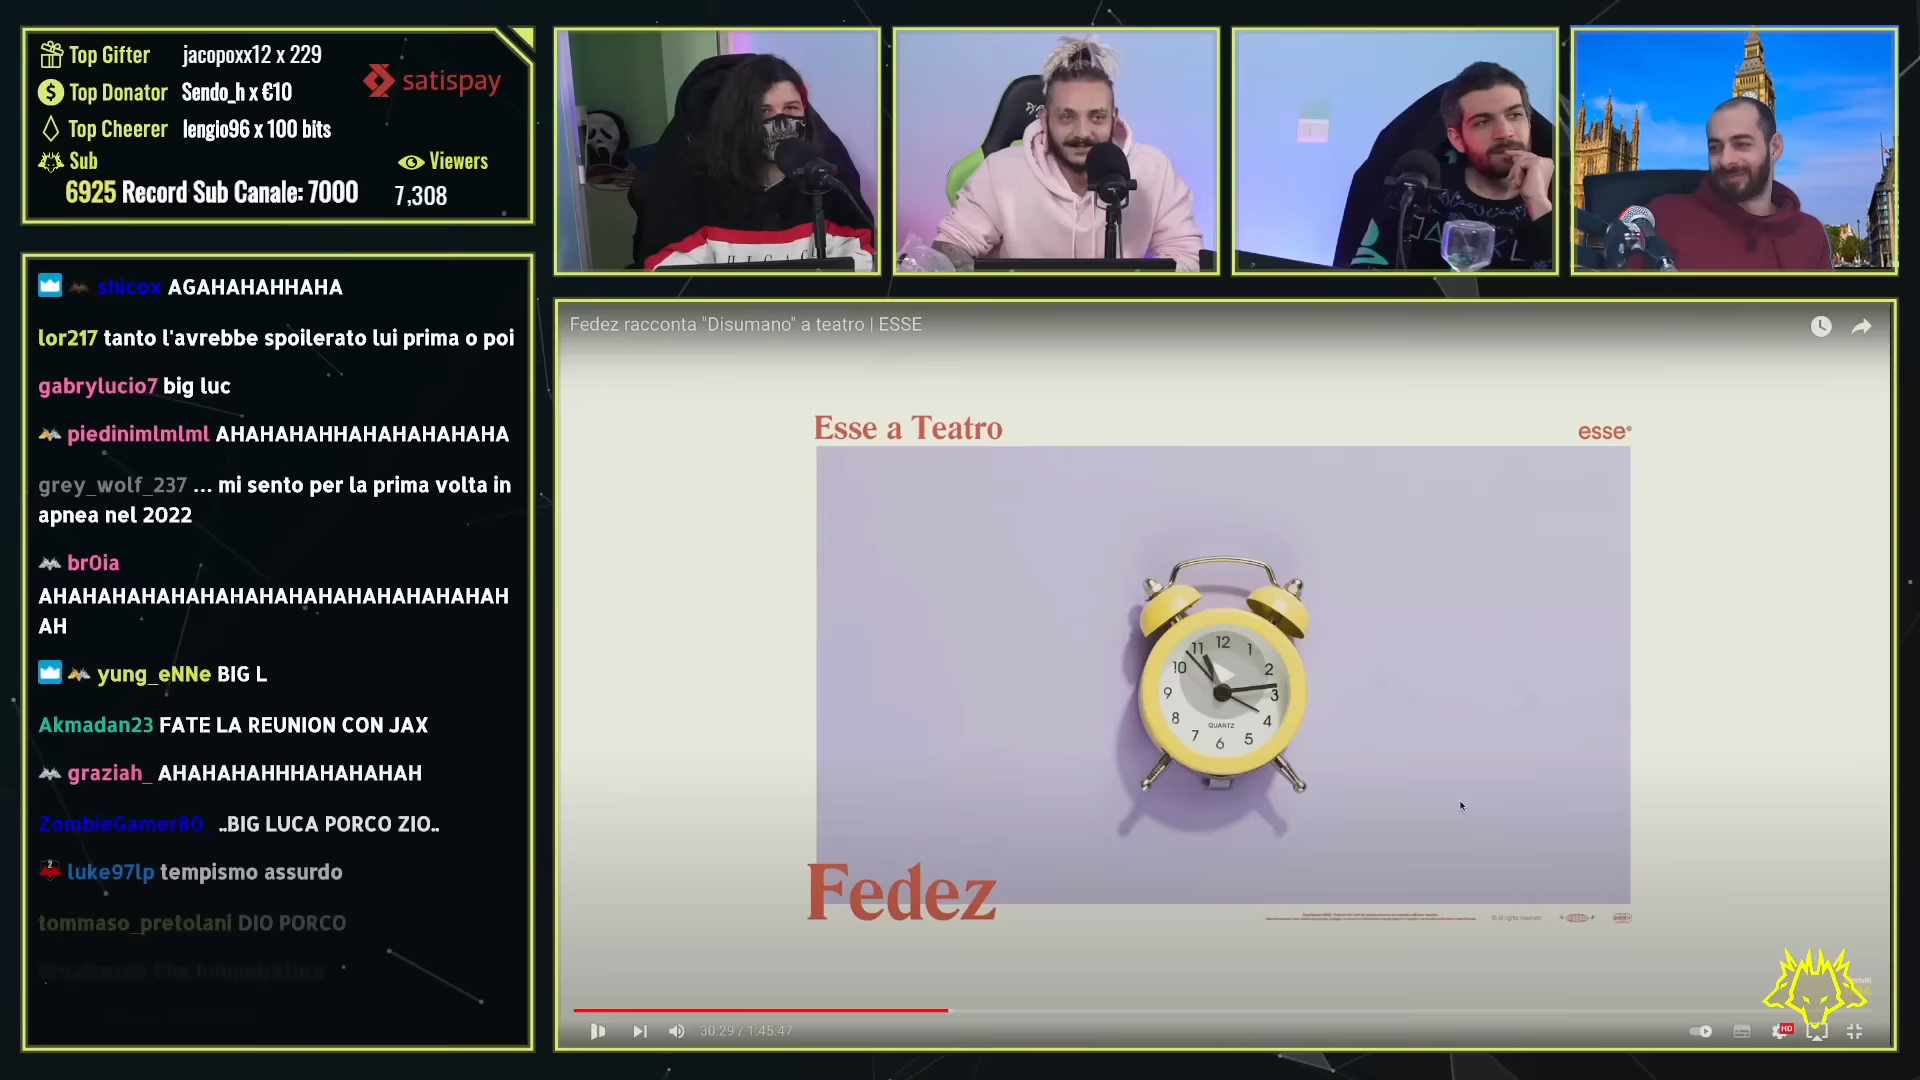 Top Gifter jacopoxx12 x 229
Top Donator Sendo_h x €10
Top Cheerer lengio96 x 100 bits
satispay
Sub
6925 Record Sub Canale: 7000
Viewers
7,308
shicox AGAHAHAHHAHA
lor217 tanto l'avrebbe spoilerato lui prima o poi
gabrylucio7 big luc
piedinimlmlml AHAHAHAHHAHAHAHAHAHA
grey_wolf_237 ... mi sento per la prima volta in
apnea nel 2022
br0ia
AHAHAHAHAHAHAHAHAHAHAHAHAHAHAHAH
AH
yung_eNNe BIG L
Akmadan23 FATE LA REUNION CON JAX
graziah_ AHAHAHAHHHAHAHAHAH
ZombieGamer80_ ..BIG LUCA PORCO ZIO..
2
luke97lp tempismo assurdo
tommaso_pretolani DIO PORCO
Fedez racconta "Disumano" a teatro | ESSE
Esse a Teatro
esse
12
11 1
10 2
9 3
8 4
QUARTZ
7 5
6
Fedez
30:29 / 1:45:47
HD